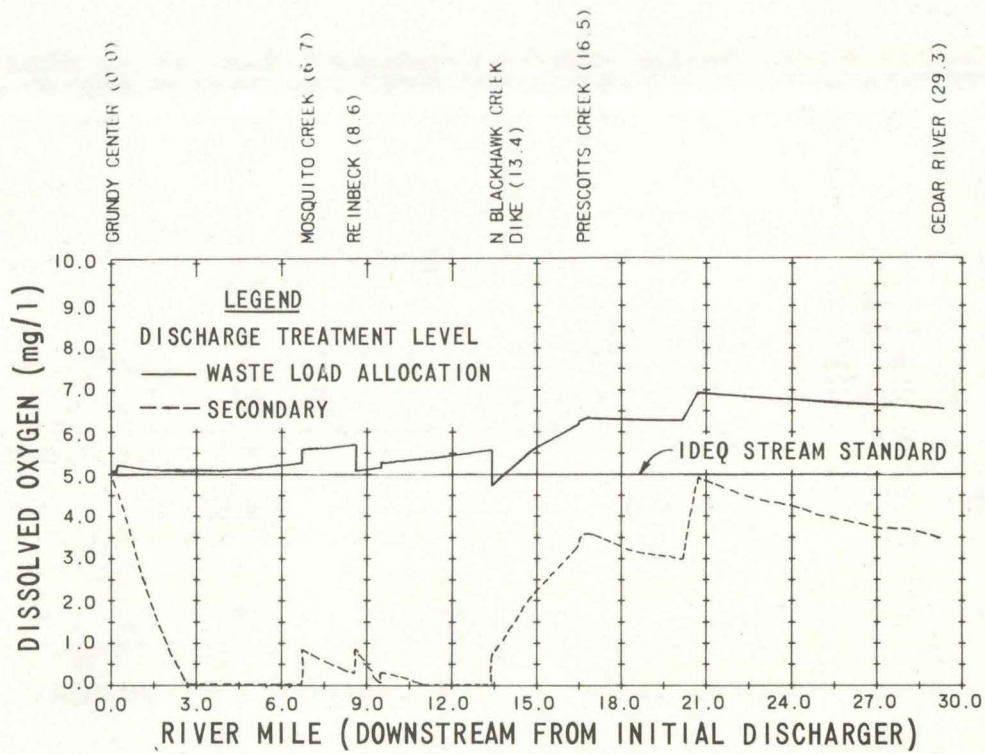 GRUNDY CENTER (0.0)
MOSQUITO CREEK (6.7)
REINBECK (8.6)
N BLACKHAWK CREEK
DIKE (13.4)
PRESCOTTS CREEK (16.5)
CEDAR RIVER (29.3)
10.0
9.0
8.0
7.0
6.0
5.0
4.0
3.0
2.0
1.0
0.0
DISSOLVED OXYGEN (mg/l)
LEGEND
DISCHARGE TREATMENT LEVEL
WASTE LOAD ALLOCATION
SECONDARY
IDEQ STREAM STANDARD
0.0 3.0 6.0 9.0 12.0 15.0 18.0 21.0 24.0 27.0 30.0
RIVER MILE (DOWNSTREAM FROM INITIAL DISCHARGER)